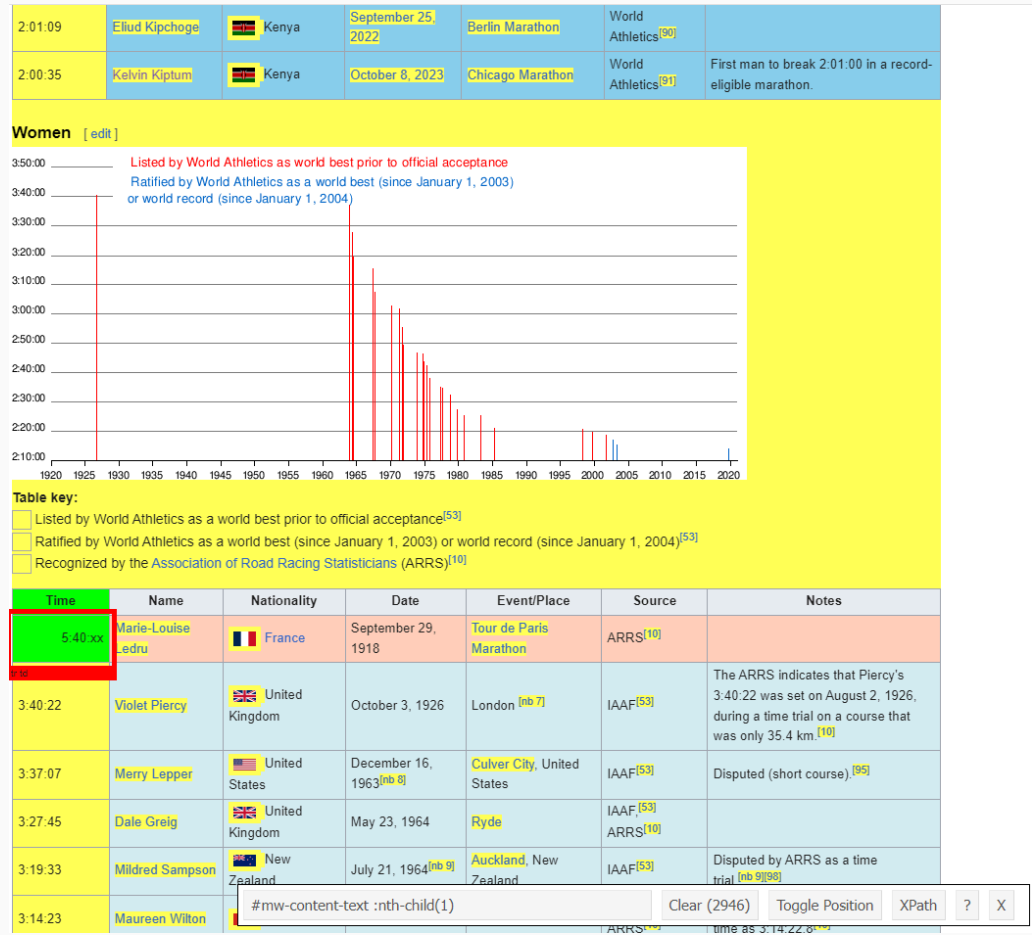 2:01:09 Eliud Kipchoge Kenya September 25, 2022 Berlin Marathon World Athletics[90]
2:00:35 Kelvin Kiptum Kenya October 8, 2023 Chicago Marathon World Athletics[91] First man to break 2:01:00 in a record-eligible marathon.
Women [ edit ]
3:50:00
Listed by World Athletics as world best prior to official acceptance
Ratified by World Athletics as a world best (since January 1, 2003)
3:40:00
or world record (since January 1, 2004)
3:30:00
3:20:00
3:10:00
3:00:00
2:50:00
2:40:00
2:30:00
2:20:00
2:10:00
1920 1925 1930 1935 1940 1945 1950 1955 1960 1965 1970 1975 1980 1985 1990 1995 2000 2005 2010 2015 2020
Table key:
Listed by World Athletics as a world best prior to official acceptance[53]
Ratified by World Athletics as a world best (since January 1, 2003) or world record (since January 1, 2004)[53]
Recognized by the Association of Road Racing Statisticians (ARRS)[10]
Time Name Nationality Date Event/Place Source Notes
5:40:xx Marie-Louise Ledru France September 29, 1918 Tour de Paris Marathon ARRS[10]
tr td
3:40:22 Violet Piercy United Kingdom October 3, 1926 London [nb 7] IAAF[53] The ARRS indicates that Piercy's 3:40:22 was set on August 2, 1926, during a time trial on a course that was only 35.4 km.[10]
3:37:07 Merry Lepper United States December 16, 1963[nb 8] Culver City, United States IAAF[53] Disputed (short course).[95]
3:27:45 Dale Greig United Kingdom May 23, 1964 Ryde IAAF,[53] ARRS[10]
3:19:33 Mildred Sampson New Zealand July 21, 1964[nb 9] Auckland, New Zealand IAAF[53] Disputed by ARRS as a time trial.[nb 9][98]
3:14:23 Maureen Wilton ARRS[10] time as 3:14:22.8
#mw-content-text :nth-child(1) Clear (2946) Toggle Position XPath ? X